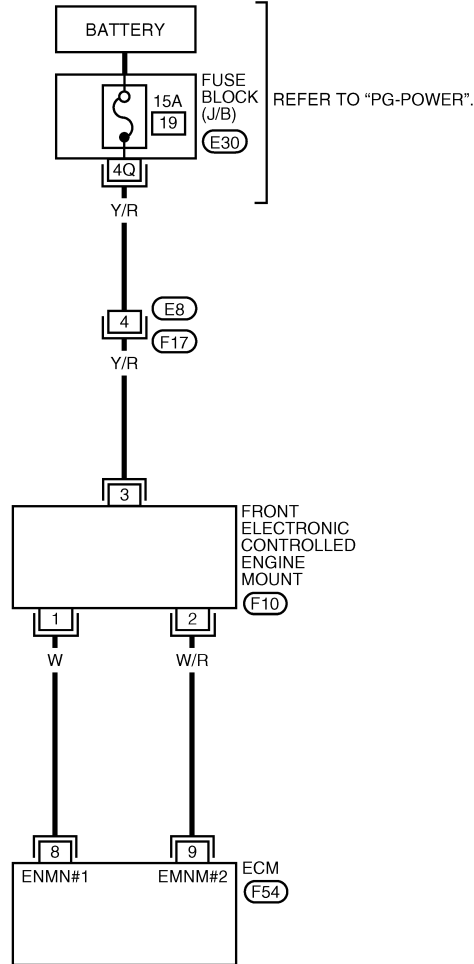 BATTERY
FUSE
BLOCK
(J/B)
15A
19
E30
REFER TO “PG-POWER”.
4Q
Y/R
4
E8
F17
Y/R
3
FRONT
ELECTRONIC
CONTROLLED
ENGINE
MOUNT
F10
1
2
W
W/R
8
9
ENMN#1
EMNM#2
ECM
F54